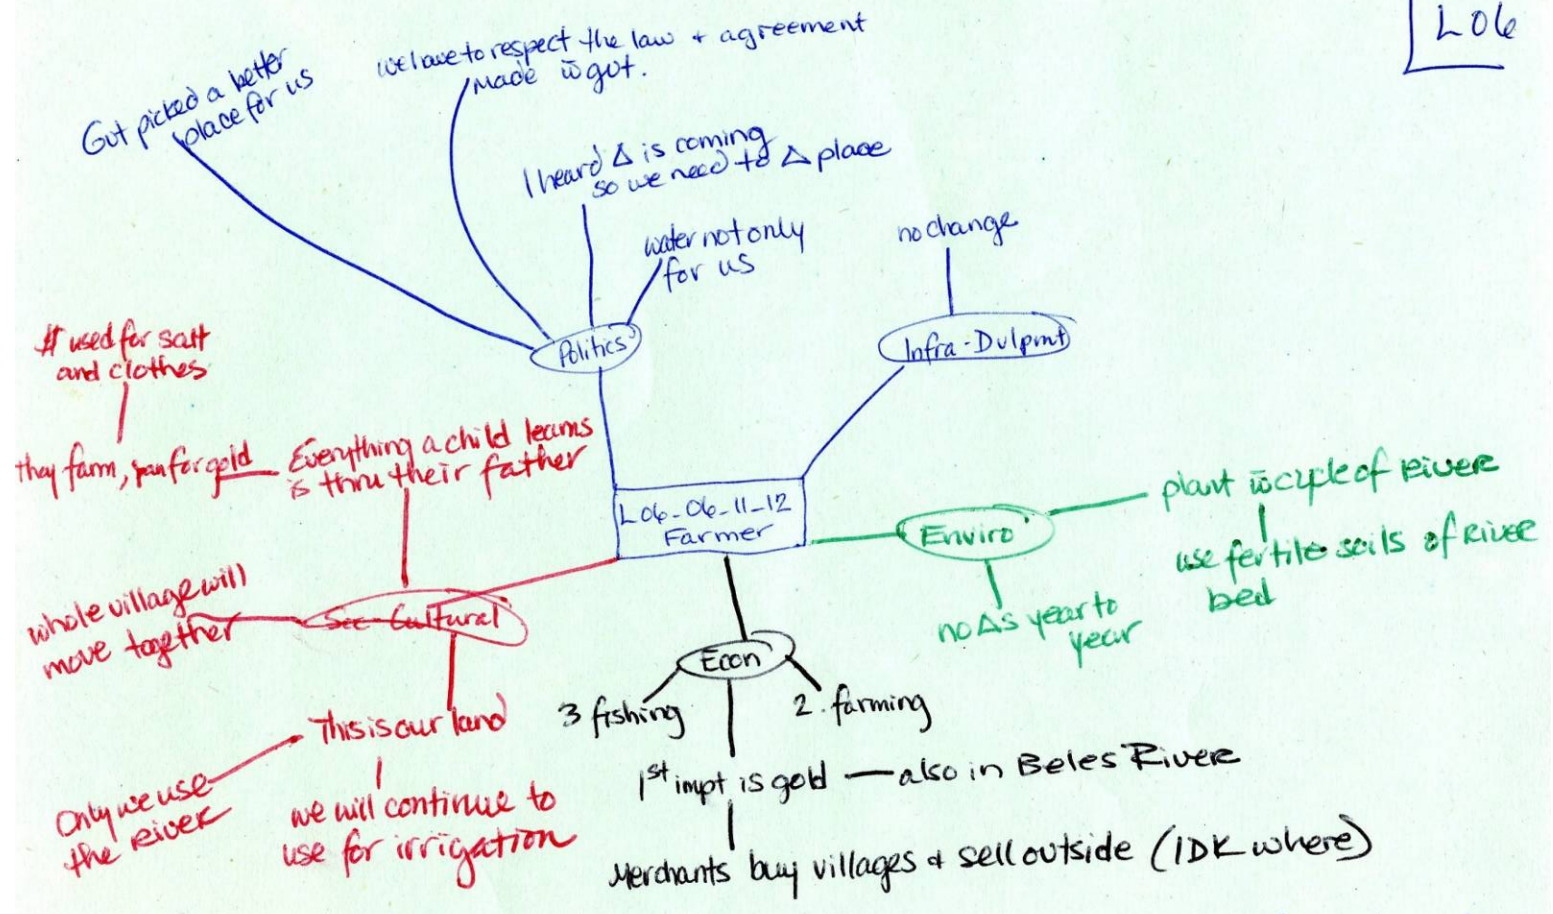 L06
Gvt picked a better
place for us
we have to respect the law + agreement
made w̄ gvt.
I heard Δ is coming
so we need to Δ place
water not only
for us
no change
Politics
Infra-Dvlpmt
$ used for salt
and clothes
they farm, pan for gold
Everything a child learns
is thru their father
L06-06-11-12
Farmer
Enviro
plant w̄ cycle of River
use fertile soils of River
bed
no Δs year to
year
whole village will
move together
Soc-Cultural
Econ
3 fishing
2. farming
This is our land
1st impt is gold — also in Beles River
Only we use
the River
we will continue to
use for irrigation
Merchants buy villages & sell outside (IDK where)